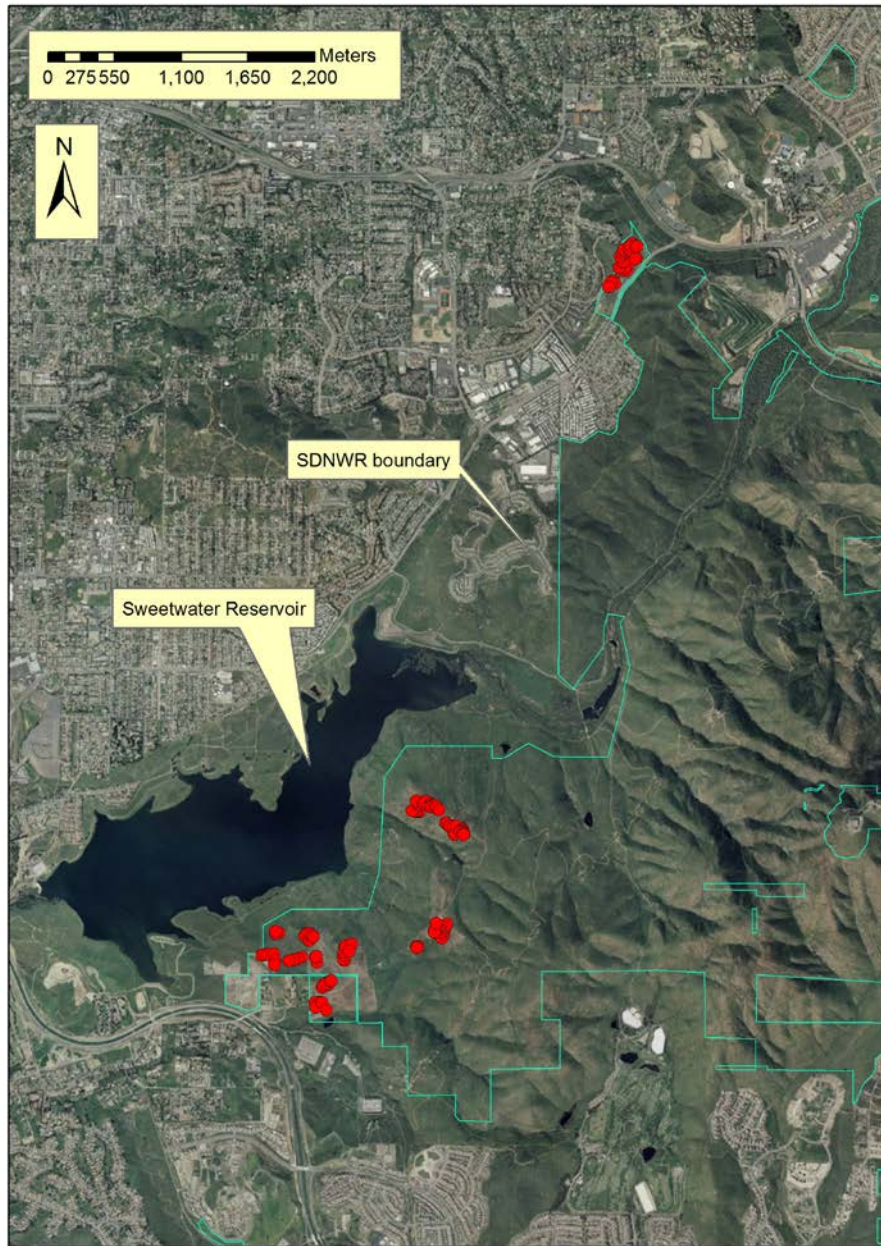 Meters
0 275 550 1,100 1,650 2,200
N
SDNWR boundary
Sweetwater Reservoir